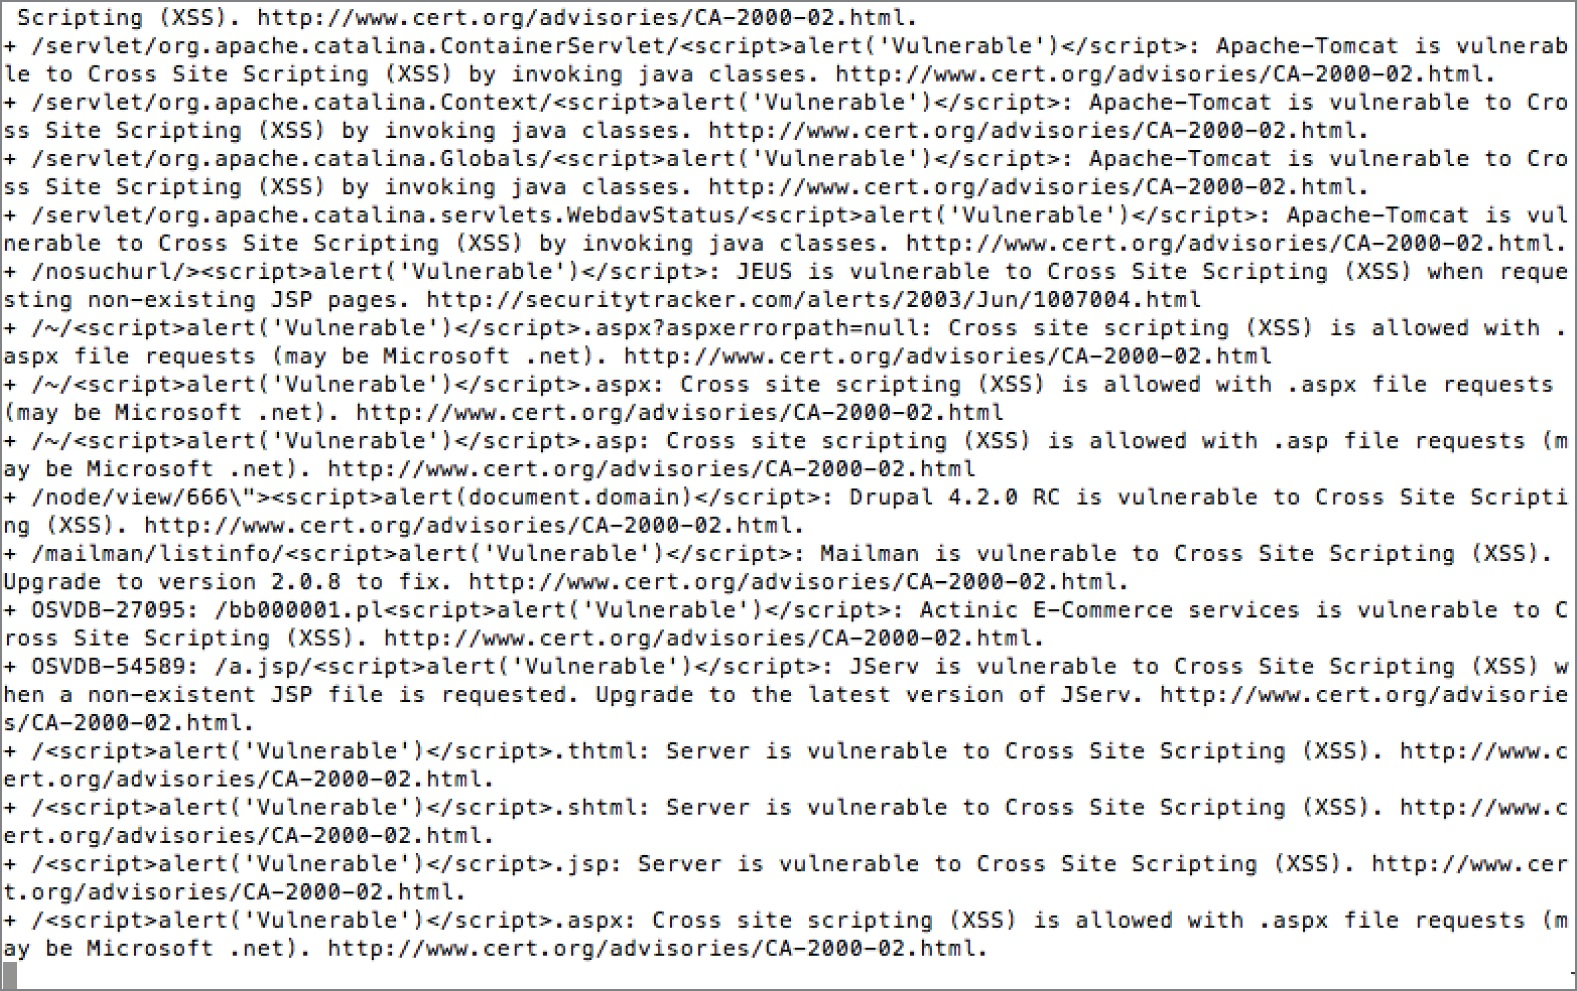 Scripting (XSS). http://www.cert.org/advisories/CA-2000-02.html.
+ /servlet/org.apache.catalina.ContainerServlet/<script>alert('Vulnerable')</script>: Apache-Tomcat is vulnerab
le to Cross Site Scripting (XSS) by invoking java classes. http://www.cert.org/advisories/CA-2000-02.html.
+ /servlet/org.apache.catalina.Context/<script>alert('Vulnerable')</script>: Apache-Tomcat is vulnerable to Cro
ss Site Scripting (XSS) by invoking java classes. http://www.cert.org/advisories/CA-2000-02.html.
+ /servlet/org.apache.catalina.Globals/<script>alert('Vulnerable')</script>: Apache-Tomcat is vulnerable to Cro
ss Site Scripting (XSS) by invoking java classes. http://www.cert.org/advisories/CA-2000-02.html.
+ /servlet/org.apache.catalina.servlets.WebdavStatus/<script>alert('Vulnerable')</script>: Apache-Tomcat is vul
nerable to Cross Site Scripting (XSS) by invoking java classes. http://www.cert.org/advisories/CA-2000-02.html.
+ /nosuchurl/><script>alert('Vulnerable')</script>: JEUS is vulnerable to Cross Site Scripting (XSS) when reque
sting non-existing JSP pages. http://securitytracker.com/alerts/2003/Jun/1007004.html
+ /~/<script>alert('Vulnerable')</script>.aspx?aspxerrorpath=null: Cross site scripting (XSS) is allowed with .
aspx file requests (may be Microsoft .net). http://www.cert.org/advisories/CA-2000-02.html
+ /~/<script>alert('Vulnerable')</script>.aspx: Cross site scripting (XSS) is allowed with .aspx file requests
(may be Microsoft .net). http://www.cert.org/advisories/CA-2000-02.html
+ /~/<script>alert('Vulnerable')</script>.asp: Cross site scripting (XSS) is allowed with .asp file requests (m
ay be Microsoft .net). http://www.cert.org/advisories/CA-2000-02.html
+ /node/view/666\"><script>alert(document.domain)</script>: Drupal 4.2.0 RC is vulnerable to Cross Site Scripti
ng (XSS). http://www.cert.org/advisories/CA-2000-02.html.
+ /mailman/listinfo/<script>alert('Vulnerable')</script>: Mailman is vulnerable to Cross Site Scripting (XSS).
Upgrade to version 2.0.8 to fix. http://www.cert.org/advisories/CA-2000-02.html.
+ OSVDB-27095: /bb000001.pl<script>alert('Vulnerable')</script>: Actinic E-Commerce services is vulnerable to C
ross Site Scripting (XSS). http://www.cert.org/advisories/CA-2000-02.html.
+ OSVDB-54589: /a.jsp/<script>alert('Vulnerable')</script>: JServ is vulnerable to Cross Site Scripting (XSS) w
hen a non-existent JSP file is requested. Upgrade to the latest version of JServ. http://www.cert.org/advisorie
s/CA-2000-02.html.
+ /<script>alert('Vulnerable')</script>.thtml: Server is vulnerable to Cross Site Scripting (XSS). http://www.c
ert.org/advisories/CA-2000-02.html.
+ /<script>alert('Vulnerable')</script>.shtml: Server is vulnerable to Cross Site Scripting (XSS). http://www.c
ert.org/advisories/CA-2000-02.html.
+ /<script>alert('Vulnerable')</script>.jsp: Server is vulnerable to Cross Site Scripting (XSS). http://www.cer
t.org/advisories/CA-2000-02.html.
+ /<script>alert('Vulnerable')</script>.aspx: Cross site scripting (XSS) is allowed with .aspx file requests (m
ay be Microsoft .net). http://www.cert.org/advisories/CA-2000-02.html.